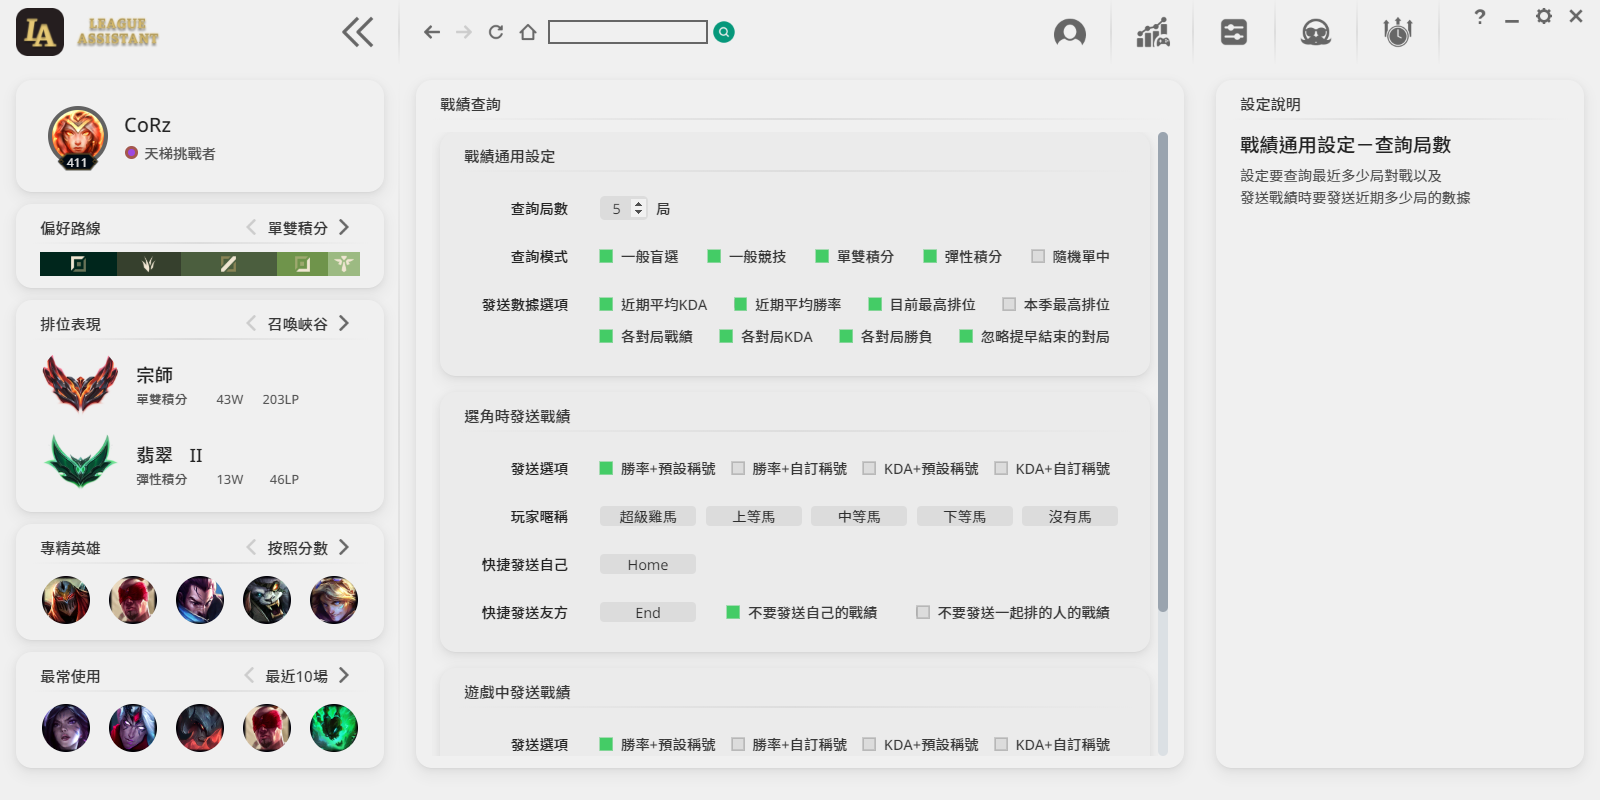 LEAGUE
ASSISTANT
?
CoRz
411
天梯挑戰者
偏好路線
單雙積分
排位表現
召喚峽谷
宗師
單雙積分 43W 203LP
翡翠 II
彈性積分 13W 46LP
專精英雄
按照分數
最常使用
最近10場
戰績查詢
戰績通用設定
查詢局數 5 局
查詢模式 一般盲選 一般競技 單雙積分 彈性積分 隨機單中
發送數據選項 近期平均KDA 近期平均勝率 目前最高排位 本季最高排位
各對局戰績 各對局KDA 各對局勝負 忽略提早結束的對局
選角時發送戰績
發送選項 勝率+預設稱號 勝率+自訂稱號 KDA+預設稱號 KDA+自訂稱號
玩家暱稱 超級雞馬 上等馬 中等馬 下等馬 沒有馬
快捷發送自己 Home
快捷發送友方 End 不要發送自己的戰績 不要發送一起排的人的戰績
遊戲中發送戰績
發送選項 勝率+預設稱號 勝率+自訂稱號 KDA+預設稱號 KDA+自訂稱號
設定說明
戰績通用設定－查詢局數
設定要查詢最近多少局對戰以及
發送戰績時要發送近期多少局的數據